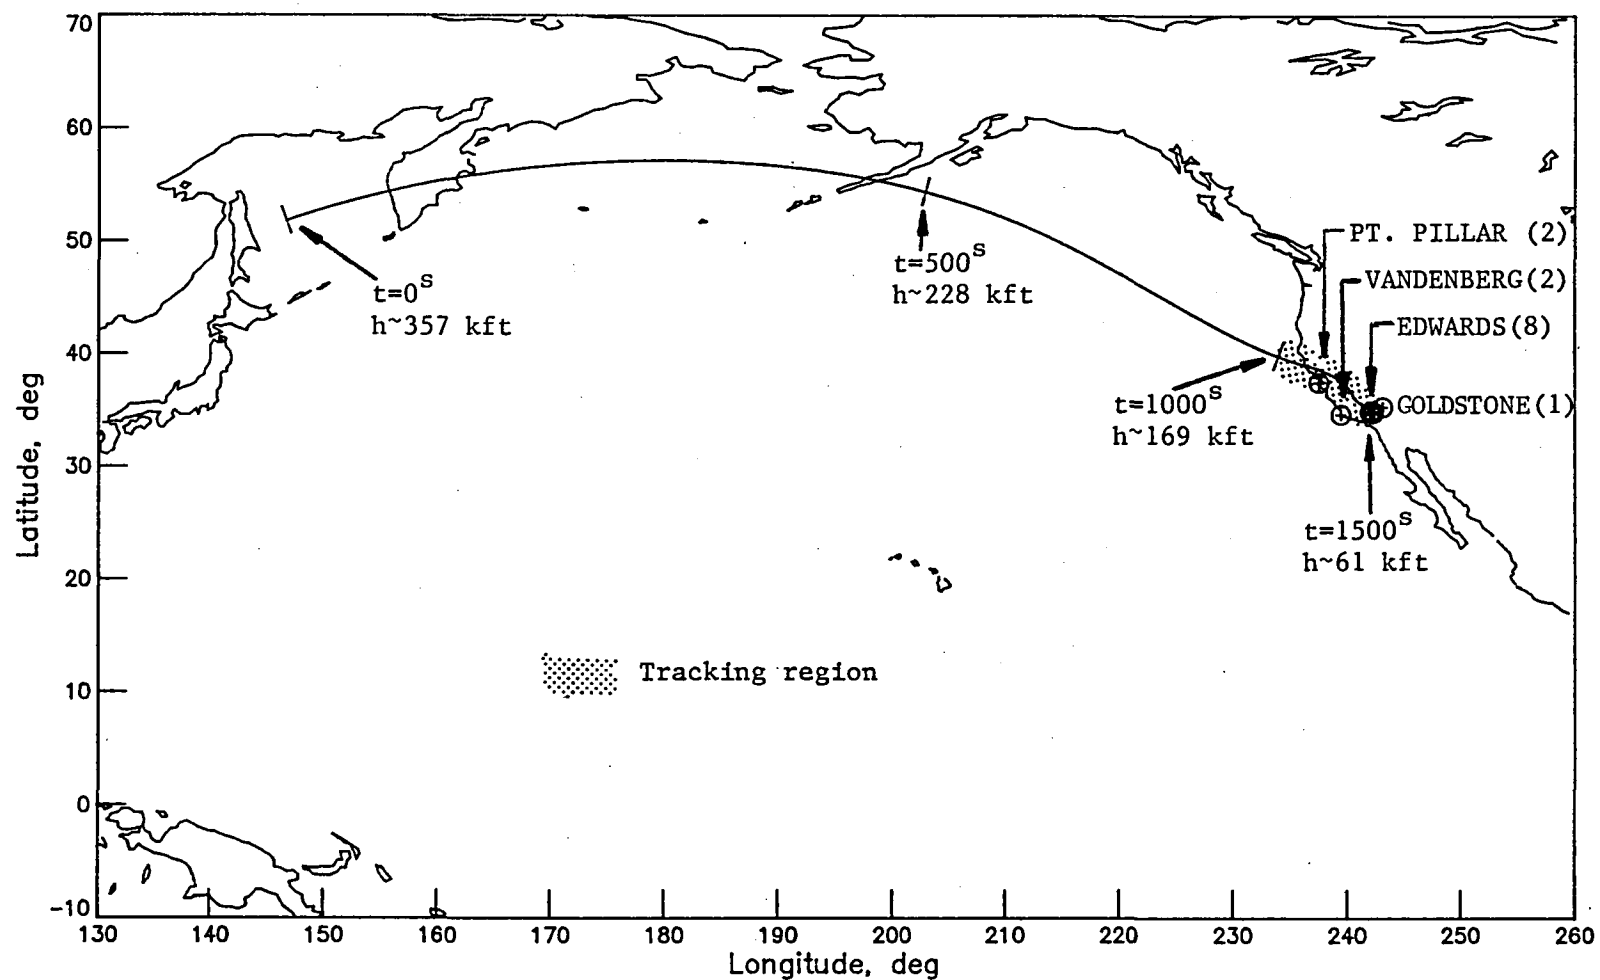 70
60
50
40
30
20
10
0
-10
Latitude, deg
130 140 150 160 170 180 190 200 210 220 230 240 250 260
Longitude, deg
t=0s
h~357 kft
t=500s
h~228 kft
t=1000s
h~169 kft
t=1500s
h~61 kft
PT. PILLAR (2)
VANDENBERG(2)
EDWARDS(8)
GOLDSTONE(1)
Tracking region